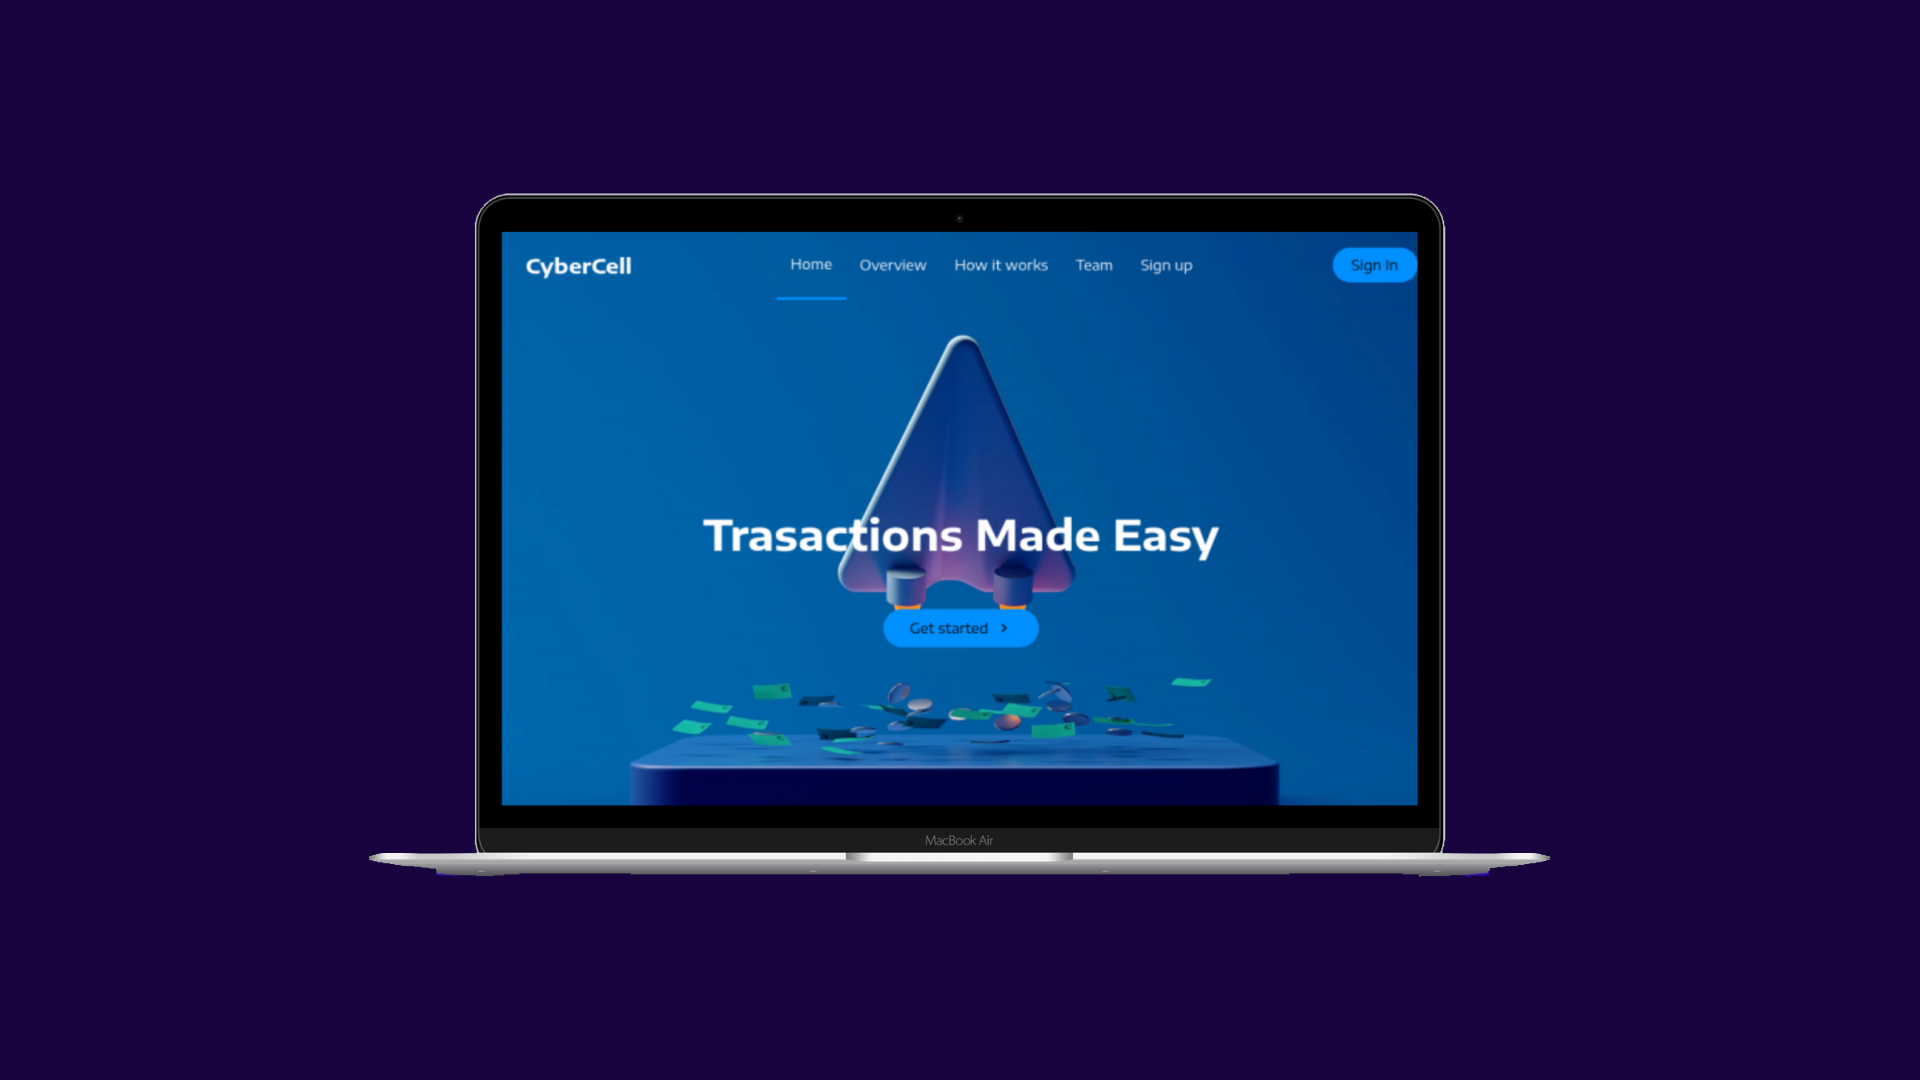 CyberCell
Home Overview How it works Team Sign up
Sign In
Trasactions Made Easy
Get started
MacBook Air